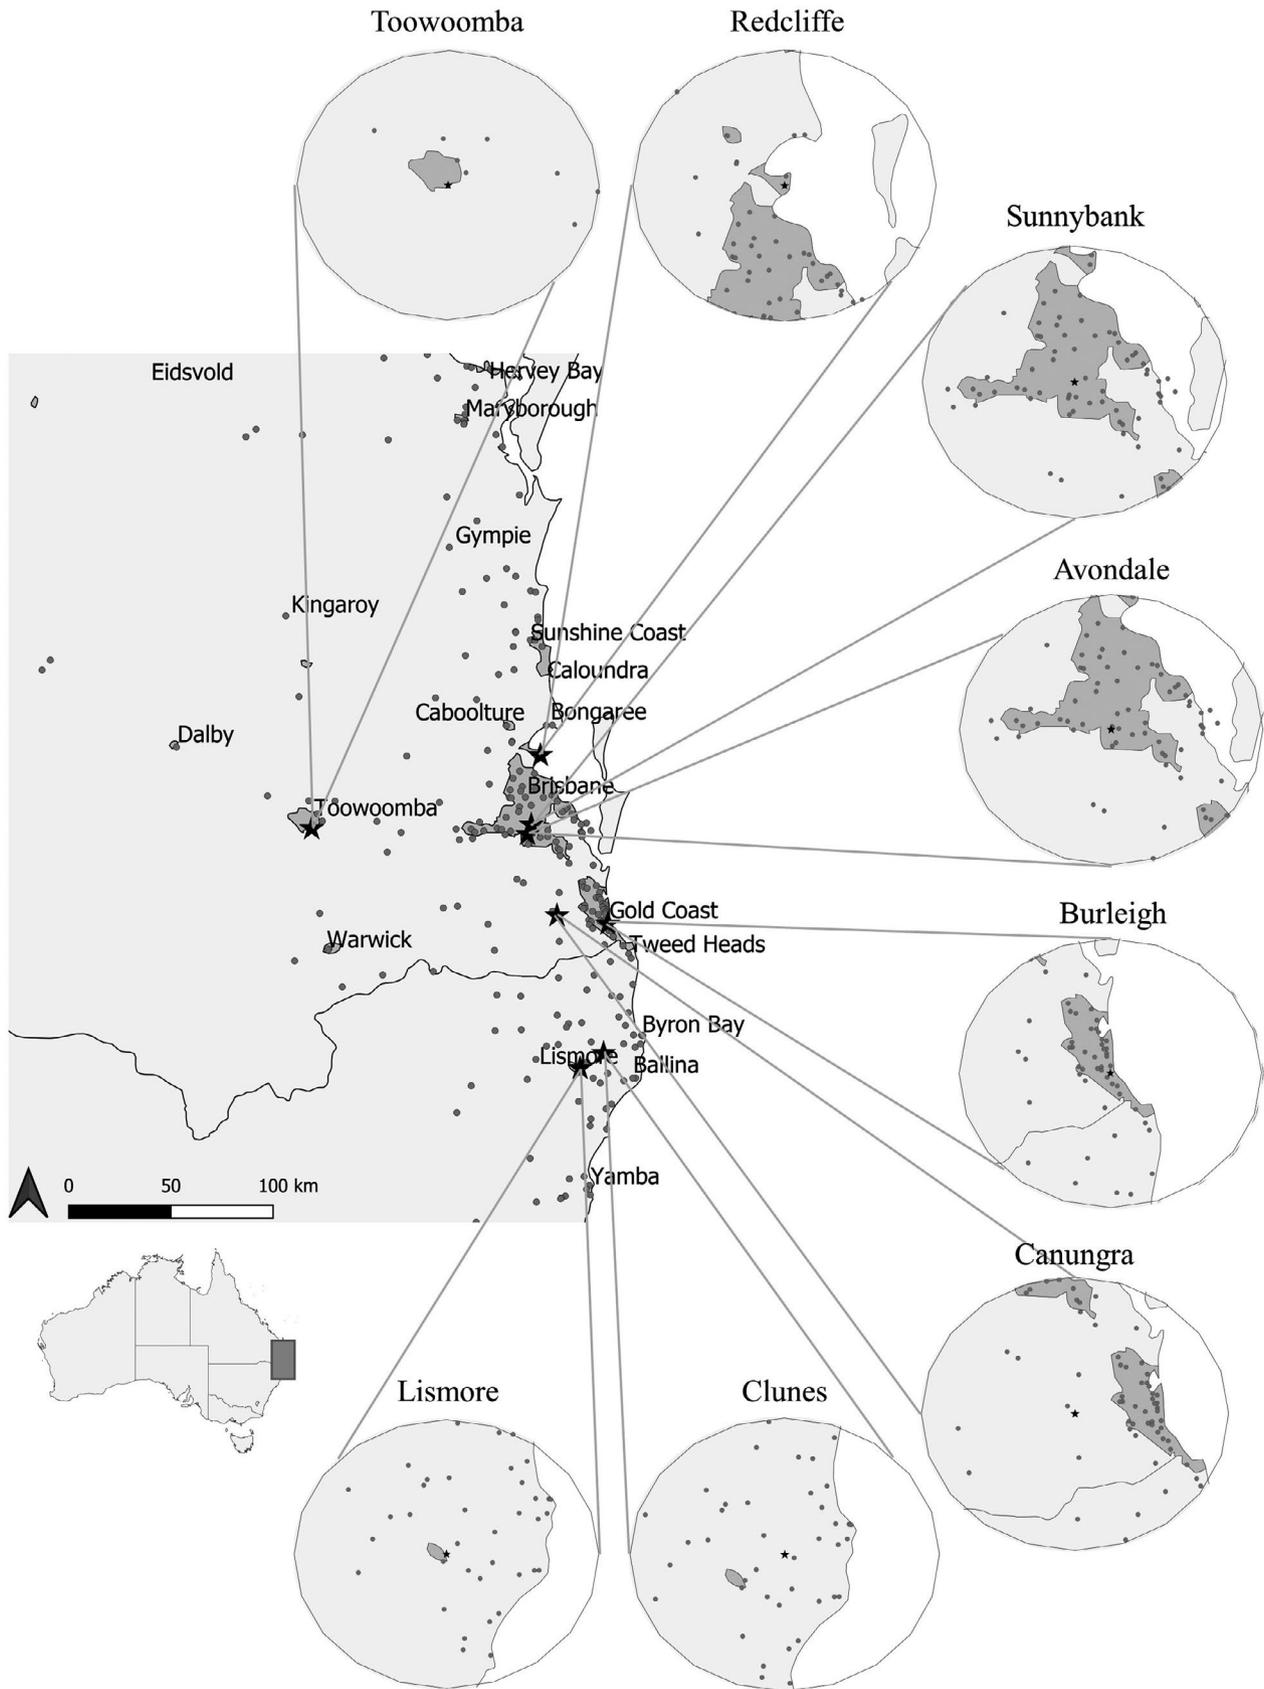 Toowoomba
Redcliffe
Sunnybank
Eidsvold
Hervey Bay
Maryborough
Gympie
Avondale
Kingaroy
Sunshine Coast
Caloundra
Caboolture
Bongaree
Dalby
Brisbane
Toowoomba
Gold Coast
Burleigh
Warwick
Tweed Heads
Byron Bay
Lismore
Ballina
Yamba
0 50 100 km
Canungra
Lismore
Clunes